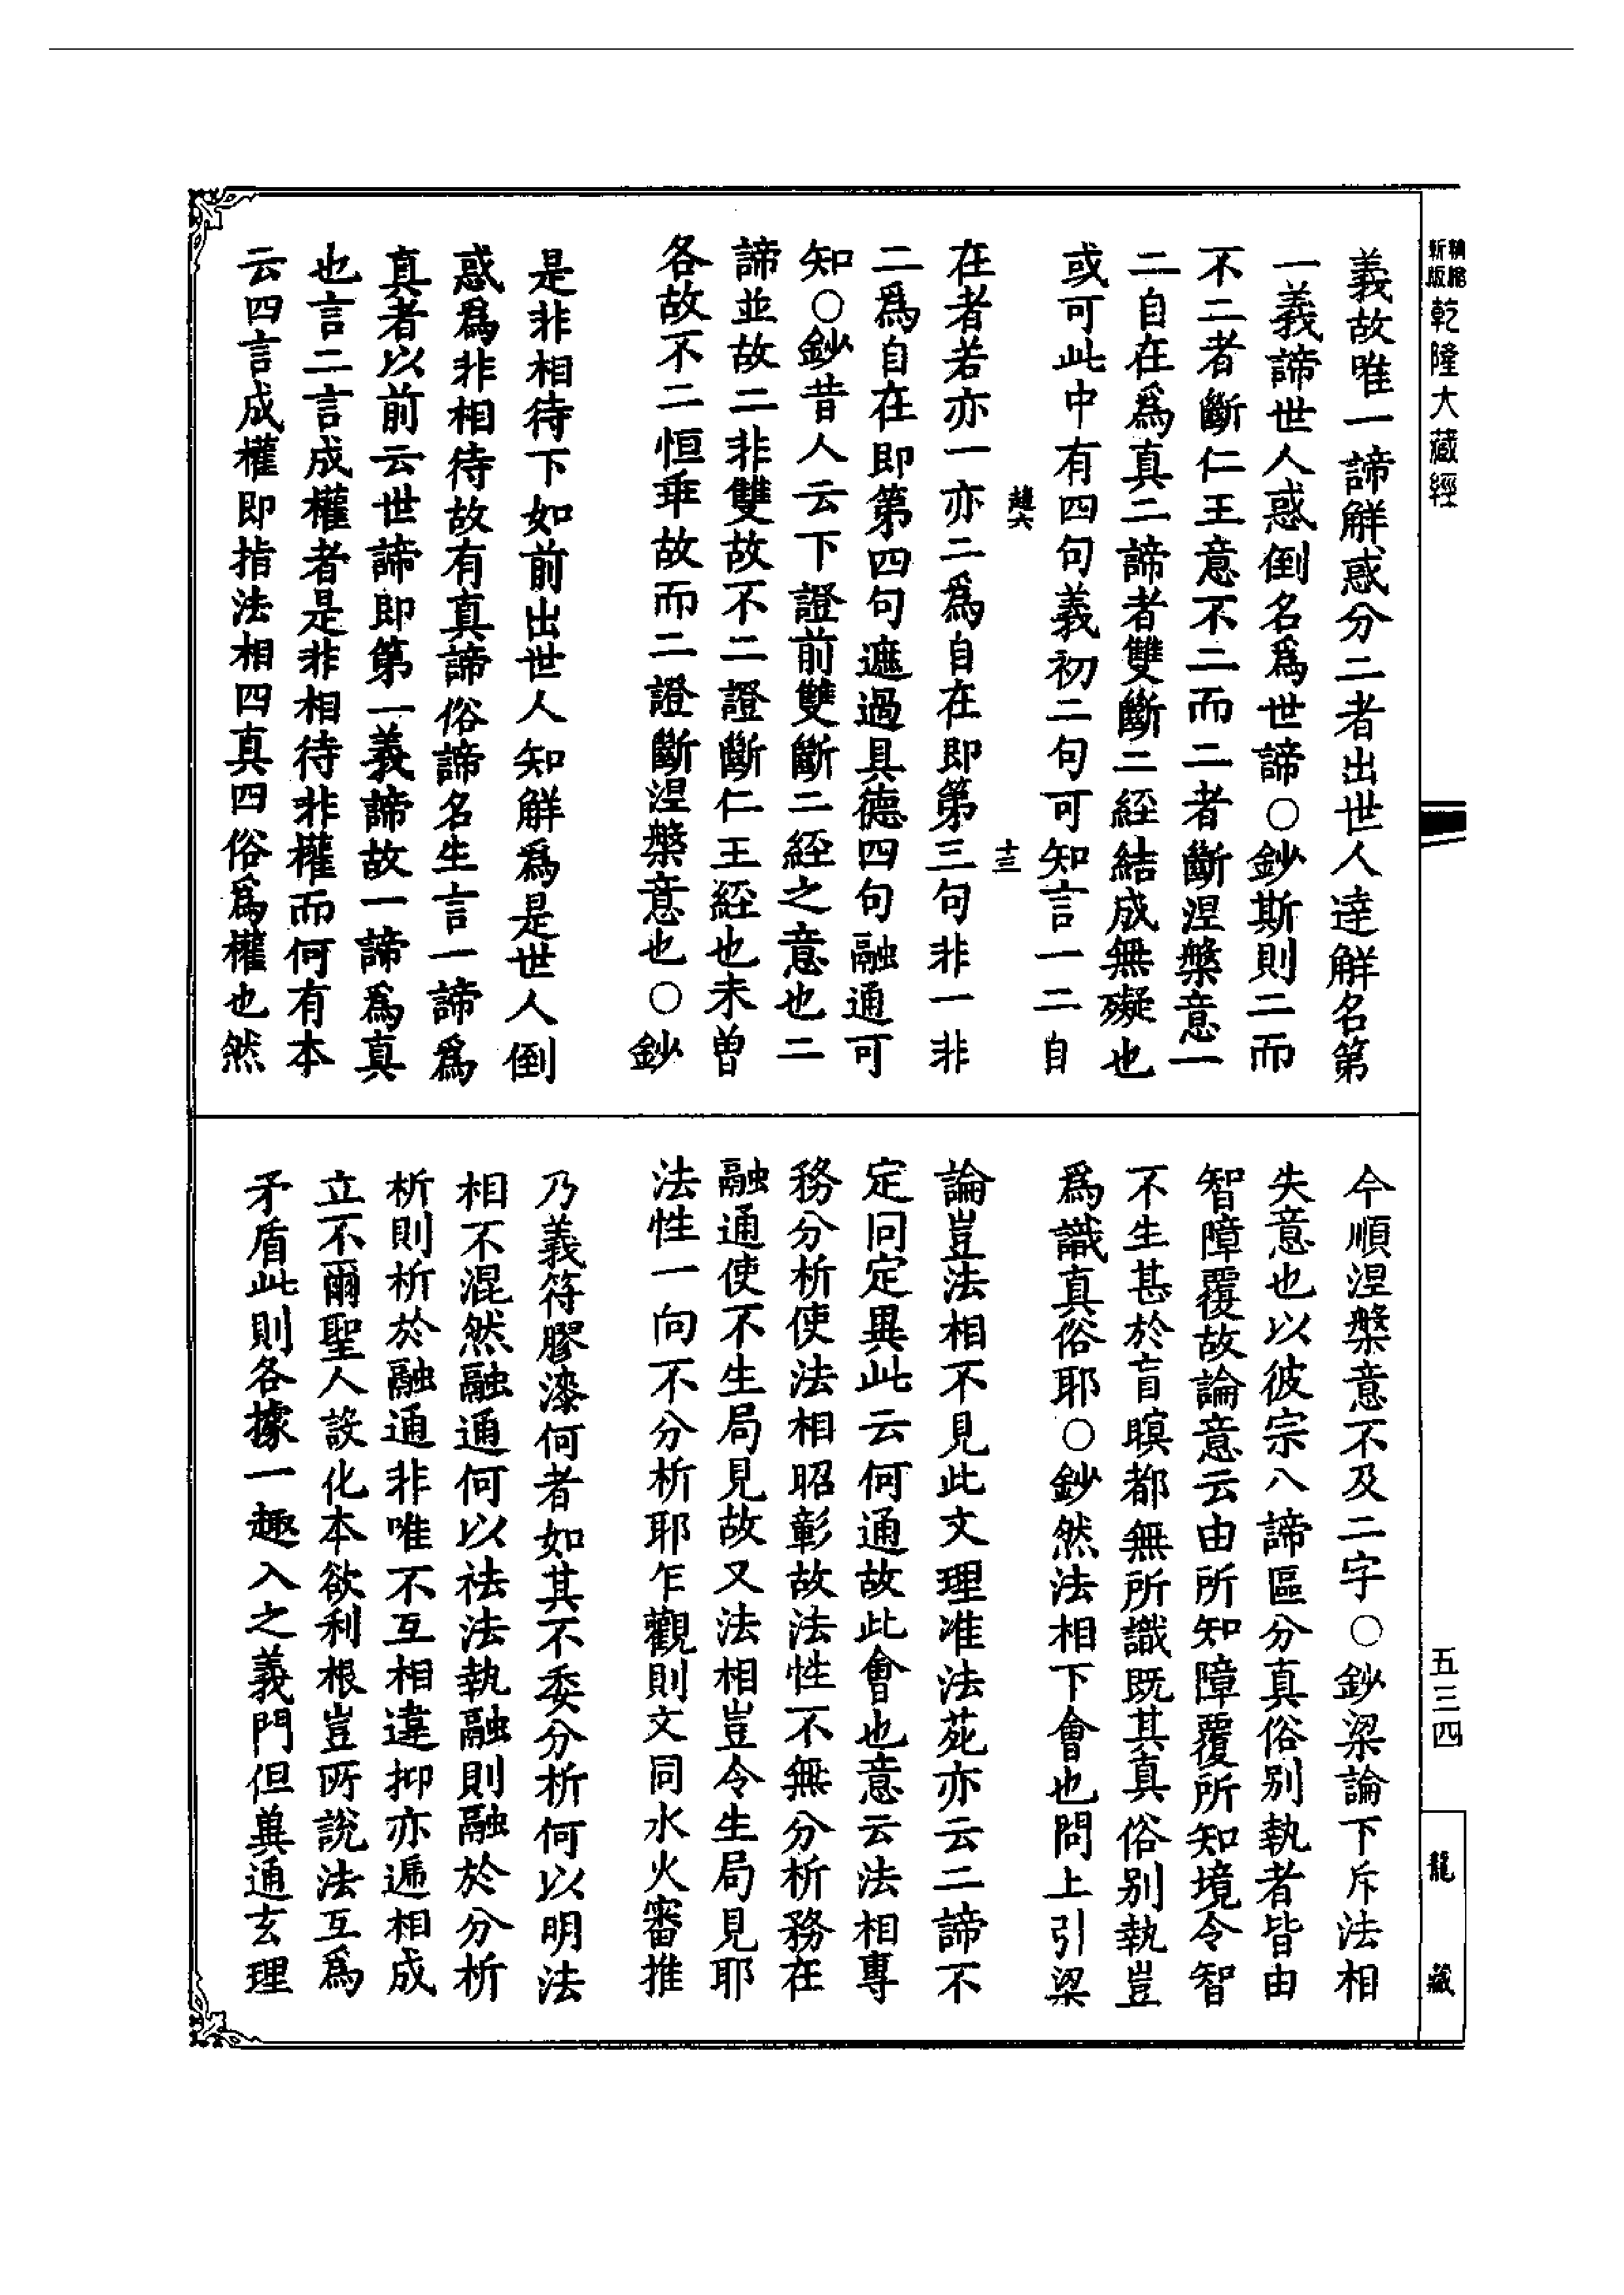 新版
精縮
乾隆大藏經
五三四
龍藏
義故唯一諦解惑分二者出世人達解名第
一義諦世人惑倒名爲世諦○鈔斯則二而
不二者斷仁王意不二而二者斷涅槃意一
二自在爲真二諦者雙斷二經結成無礙也
或可此中有四句義初二句可知言一二自
十三
在者若亦一亦二爲自在即第三句非一非
二爲自在即第四句遮過具德四句融通可
知○鈔昔人云下證前雙斷二經之意也二
諦並故二非雙故不二證斷仁王經也未曾
各故不二恒乖故而二證斷涅槃意也○鈔
是非相待下如前出世人知解爲是世人倒
惑爲非相待故有真諦俗諦名生言一諦爲
真者以前云世諦即第一義諦故一諦爲真
也言二言成權者是非相待非權而何有本
云四言成權即指法相四真四俗爲權也然
今順涅槃意不及二字○鈔梁論下斥法相
失意也以彼宗八諦區分真俗别執者皆由
智障覆故論意云由所知障覆所知境令智
不生甚於盲瞑都無所識既其真俗别執豈
爲識真俗耶○鈔然法相下會也問上引梁
論豈法相不見此文理准法苑亦云二諦不
定同定異此云何通故此會也意云法相專
務分析使法相昭彰故法性不無分析務在
融通使不生局見故又法相豈令生局見耶
法性一向不分析耶乍觀則文同水火審推
乃義符膠漆何者如其不委分析何以明法
相不混然融通何以祛法執融則融於分析
析則析於融通非唯不互相違抑亦遞相成
立不爾聖人設化本欲利根豈所說法互爲
矛盾此則各據一趣入之義門但冀通玄理